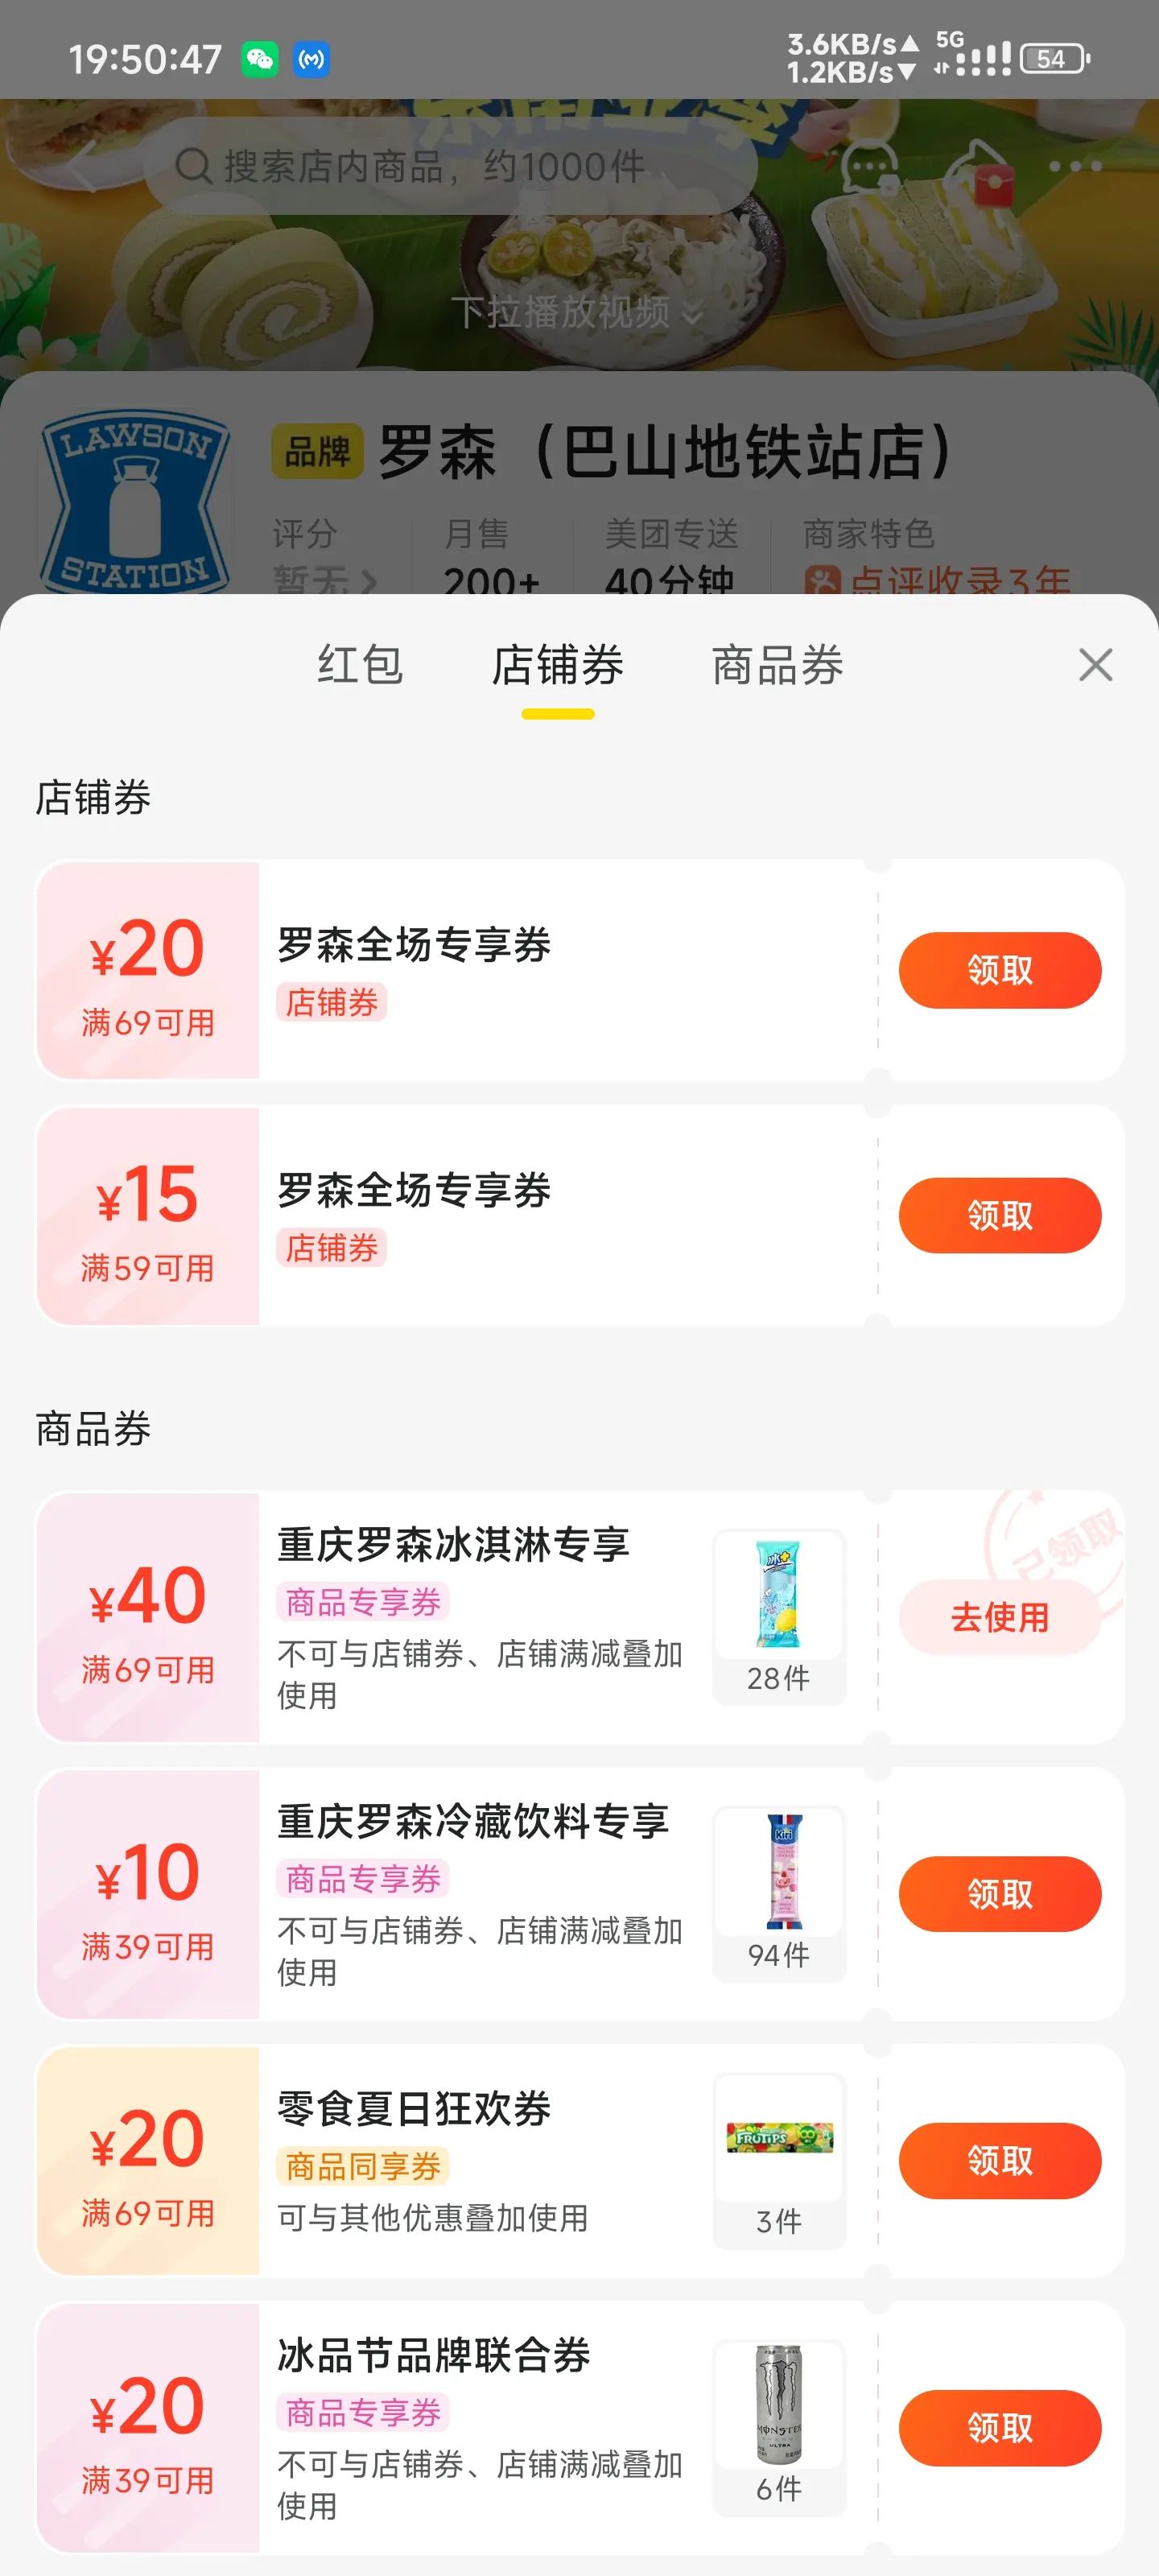 19:50:47
3.6KB/s
1.2KB/s
5G
54
搜索店内商品，约1000件
下拉播放视频
LAWSON
STATION
品牌
罗森（巴山地铁站店）
评分
月售
美团专送
商家特色
暂无
200+
40分钟
点评收录3年
红包
店铺券
商品券
店铺券
¥20
满69可用
罗森全场专享券
店铺券
领取
¥15
满59可用
罗森全场专享券
店铺券
领取
商品券
¥40
满69可用
重庆罗森冰淇淋专享
商品专享券
不可与店铺券、店铺满减叠加
使用
冰+
28件
已领取
去使用
¥10
满39可用
重庆罗森冷藏饮料专享
商品专享券
不可与店铺券、店铺满减叠加
使用
Kiri
94件
领取
¥20
满69可用
零食夏日狂欢券
商品同享券
可与其他优惠叠加使用
FRUTIPS
3件
领取
¥20
满39可用
冰品节品牌联合券
商品专享券
不可与店铺券、店铺满减叠加
使用
MONSTER
ULTRA
6件
领取